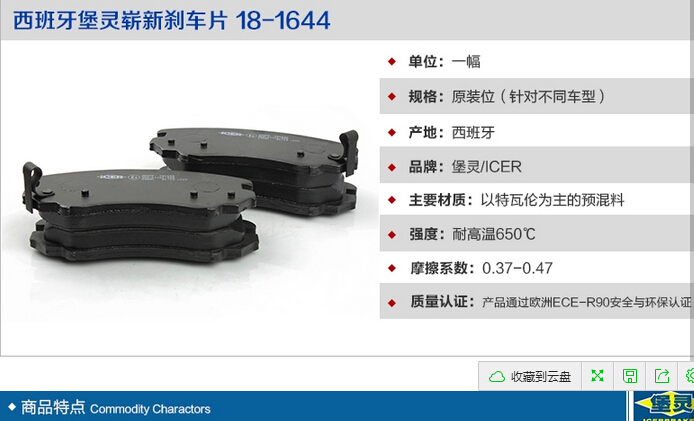 西班牙堡灵崭新刹车片 18-1644
单位：一幅
规格：原装位（针对不同车型）
产地：西班牙
品牌：堡灵/ICER
主要材质：以特瓦伦为主的预混料
强度：耐高温650℃
摩擦系数：0.37-0.47
质量认证：产品通过欧洲ECE-R90安全与环保认证
收藏到云盘
商品特点 Commodity Charactors
堡灵